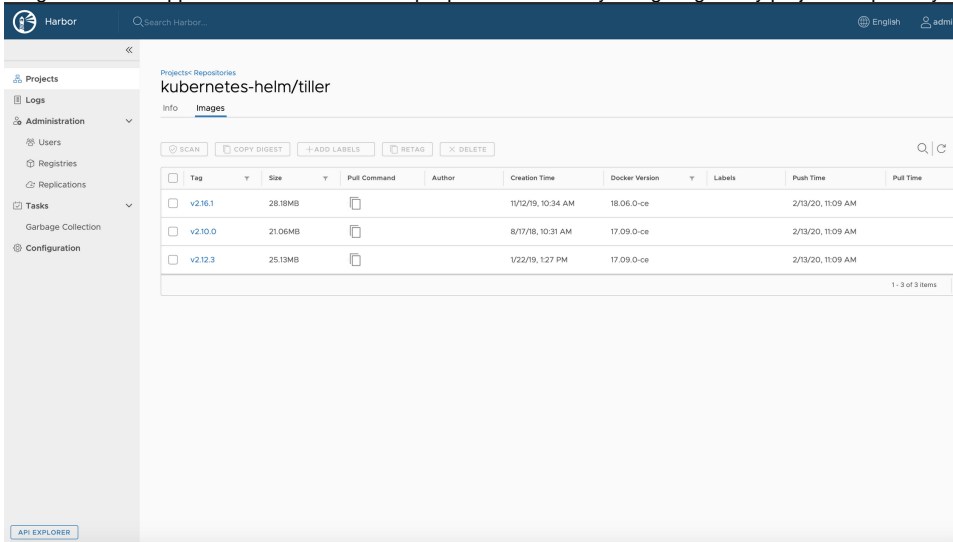 Harbor
Search Harbor...
English
admi
Projects
Logs
Administration
Users
Registries
Replications
Tasks
Garbage Collection
Configuration
API EXPLORER
Projects< Repositories
kubernetes-helm/tiller
Info Images
SCAN COPY DIGEST +ADD LABELS RETAG X DELETE
Tag Size Pull Command Author Creation Time Docker Version Labels Push Time Pull Time
v2.16.1 28.18MB 11/12/19, 10:34 AM 18.06.0-ce 2/13/20, 11:09 AM
v2.10.0 21.06MB 8/17/18, 10:31 AM 17.09.0-ce 2/13/20, 11:09 AM
v2.12.3 25.13MB 1/22/19, 1:27 PM 17.09.0-ce 2/13/20, 11:09 AM
1 - 3 of 3 items